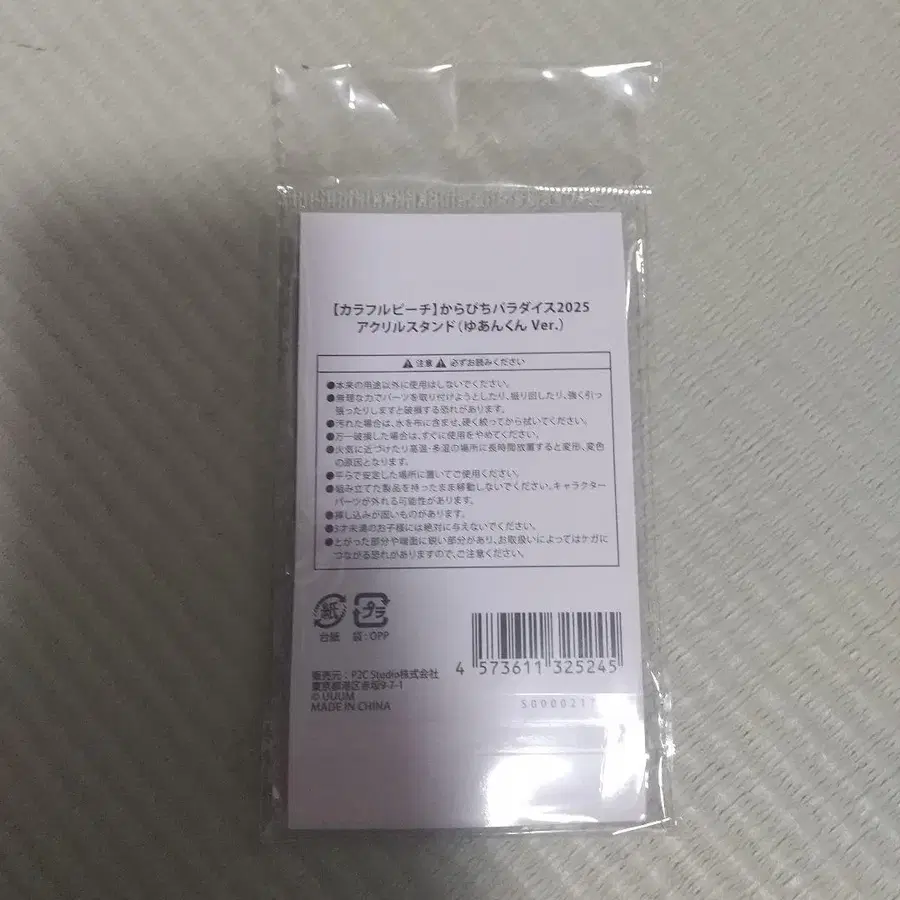 【カラフルピーチ】からぴちパラダイス2025
アクリルスタンド（ゆあんくん Ver.）
⚠ 注意 ⚠ 必ずお読みください
●本来の用途以外に使用はしないでください。
●無理な力でパーツを取り付けようとしたり、振り回したり、強く引っ
張ったりしますと破損する恐れがあります。
●汚れた場合は、水を布に含ませ、硬く絞ってから拭いてください。
●万一破損した場合は、すぐに使用をやめてください。
●火気に近づけたり高温・多湿の場所に長時間放置すると変形、変色
の原因となります。
●平らで安定した場所に置いてご使用ください。
●組み立てた製品を持ったまま移動しないでください。キャラクター
パーツが外れる可能性があります。
●差し込みが固いものがあります。
●3才未満のお子様には絶対に与えないでください。
●とがった部分や端面に鋭い部分があり、お取扱いによってはケガに
つながる恐れがありますので、ご注意ください。
紙
プラ
台紙 袋：OPP
販売元：P2C Studio株式会社
東京都港区赤坂9-7-1
© UUUM
MADE IN CHINA
4 573611 325245